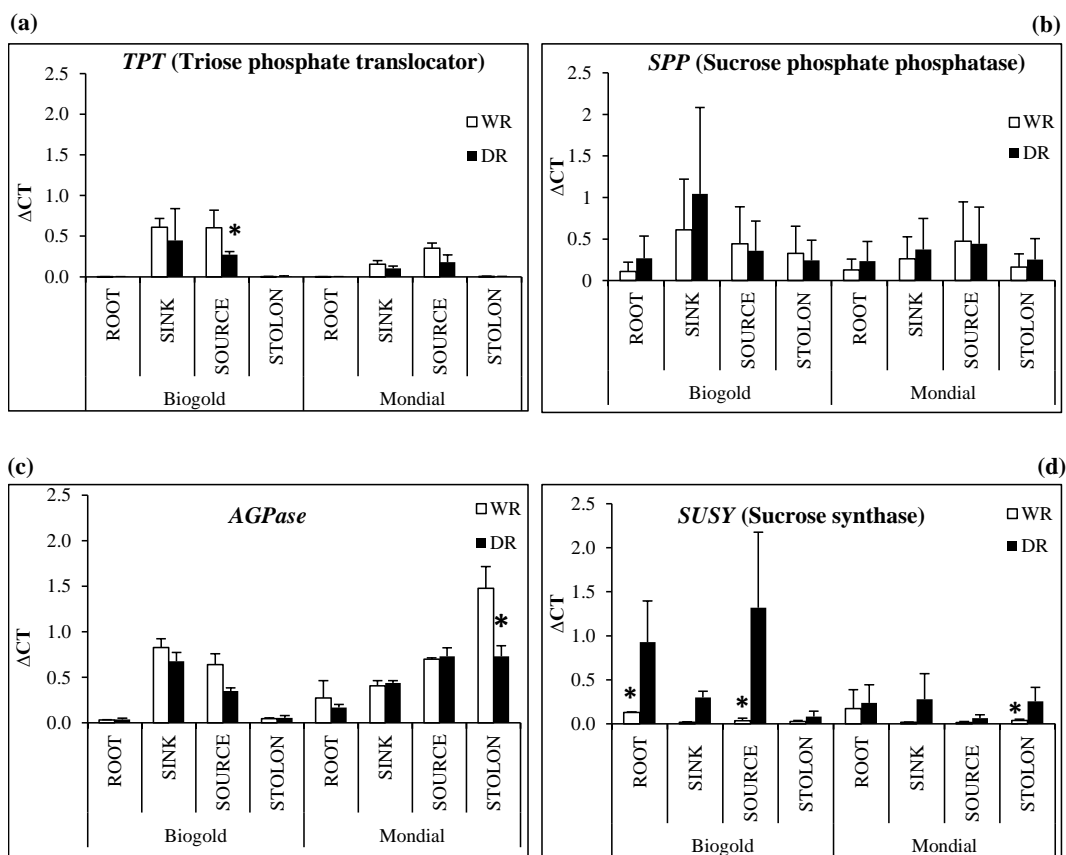 (a)
TPT (Triose phosphate translocator)
2.5
2.0
1.5
1.0
0.5
0.0
ΔCT
WR
DR
*
ROOT
SINK
SOURCE
STOLON
ROOT
SINK
SOURCE
STOLON
Biogold
Mondial
(b)
SPP (Sucrose phosphate phosphatase)
2.5
2
1.5
1
0.5
0
ΔCT
WR
DR
ROOT
SINK
SOURCE
STOLON
ROOT
SINK
SOURCE
STOLON
Biogold
Mondial
(c)
AGPase
2.5
2.0
1.5
1.0
0.5
0.0
ΔCT
WR
DR
*
ROOT
SINK
SOURCE
STOLON
ROOT
SINK
SOURCE
STOLON
Biogold
Mondial
(d)
SUSY (Sucrose synthase)
2.5
2.0
1.5
1.0
0.5
0.0
ΔCT
WR
DR
*
*
*
ROOT
SINK
SOURCE
STOLCEN
ROOT
SINK
SOURCE
STOLON
Biogold
Mondial